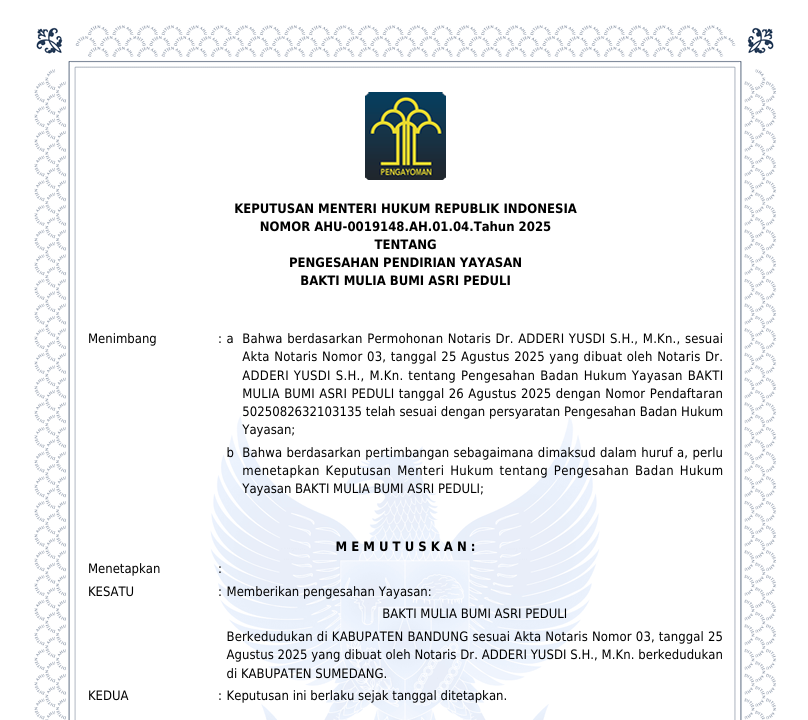 PENGAYOMAN
KEPUTUSAN MENTERI HUKUM REPUBLIK INDONESIA
NOMOR AHU-0019148.AH.01.04.Tahun 2025
TENTANG
PENGESAHAN PENDIRIAN YAYASAN
BAKTI MULIA BUMI ASRI PEDULI
Menimbang : a Bahwa berdasarkan Permohonan Notaris Dr. ADDERI YUSDI S.H., M.Kn., sesuai
Akta Notaris Nomor 03, tanggal 25 Agustus 2025 yang dibuat oleh Notaris Dr.
ADDERI YUSDI S.H., M.Kn. tentang Pengesahan Badan Hukum Yayasan BAKTI
MULIA BUMI ASRI PEDULI tanggal 26 Agustus 2025 dengan Nomor Pendaftaran
5025082632103135 telah sesuai dengan persyaratan Pengesahan Badan Hukum
Yayasan;
b Bahwa berdasarkan pertimbangan sebagaimana dimaksud dalam huruf a, perlu
menetapkan Keputusan Menteri Hukum tentang Pengesahan Badan Hukum
Yayasan BAKTI MULIA BUMI ASRI PEDULI;
M E M U T U S K A N :
Menetapkan :
KESATU : Memberikan pengesahan Yayasan:
BAKTI MULIA BUMI ASRI PEDULI
Berkedudukan di KABUPATEN BANDUNG sesuai Akta Notaris Nomor 03, tanggal 25
Agustus 2025 yang dibuat oleh Notaris Dr. ADDERI YUSDI S.H., M.Kn. berkedudukan
di KABUPATEN SUMEDANG.
KEDUA : Keputusan ini berlaku sejak tanggal ditetapkan.